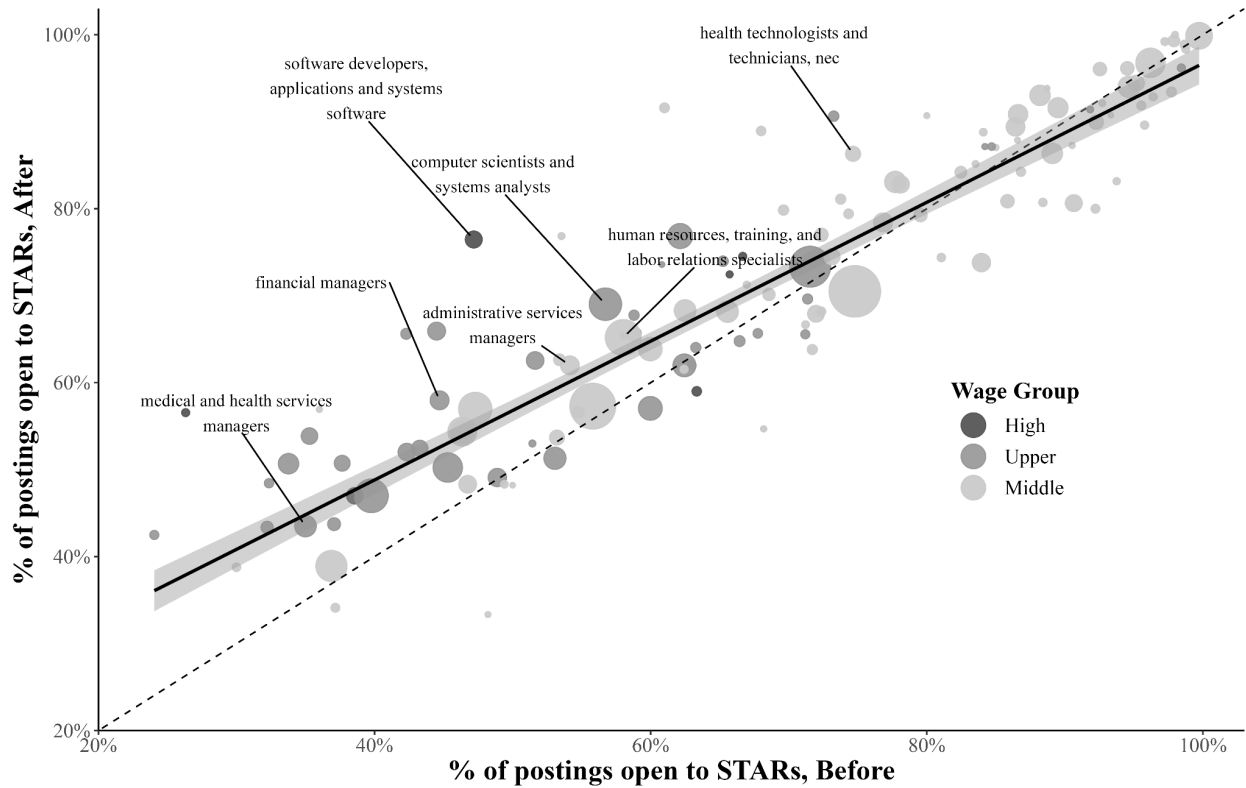 100%
80%
60%
40%
20%
% of postings open to STARs, After
software developers,
applications and systems
software
computer scientists and
systems analysts
health technologists and
technicians, nec
human resources, training, and
labor relations specialists
financial managers
administrative services
managers
medical and health services
managers
Wage Group
High
Upper
Middle
20%
40%
60%
80%
100%
% of postings open to STARs, Before